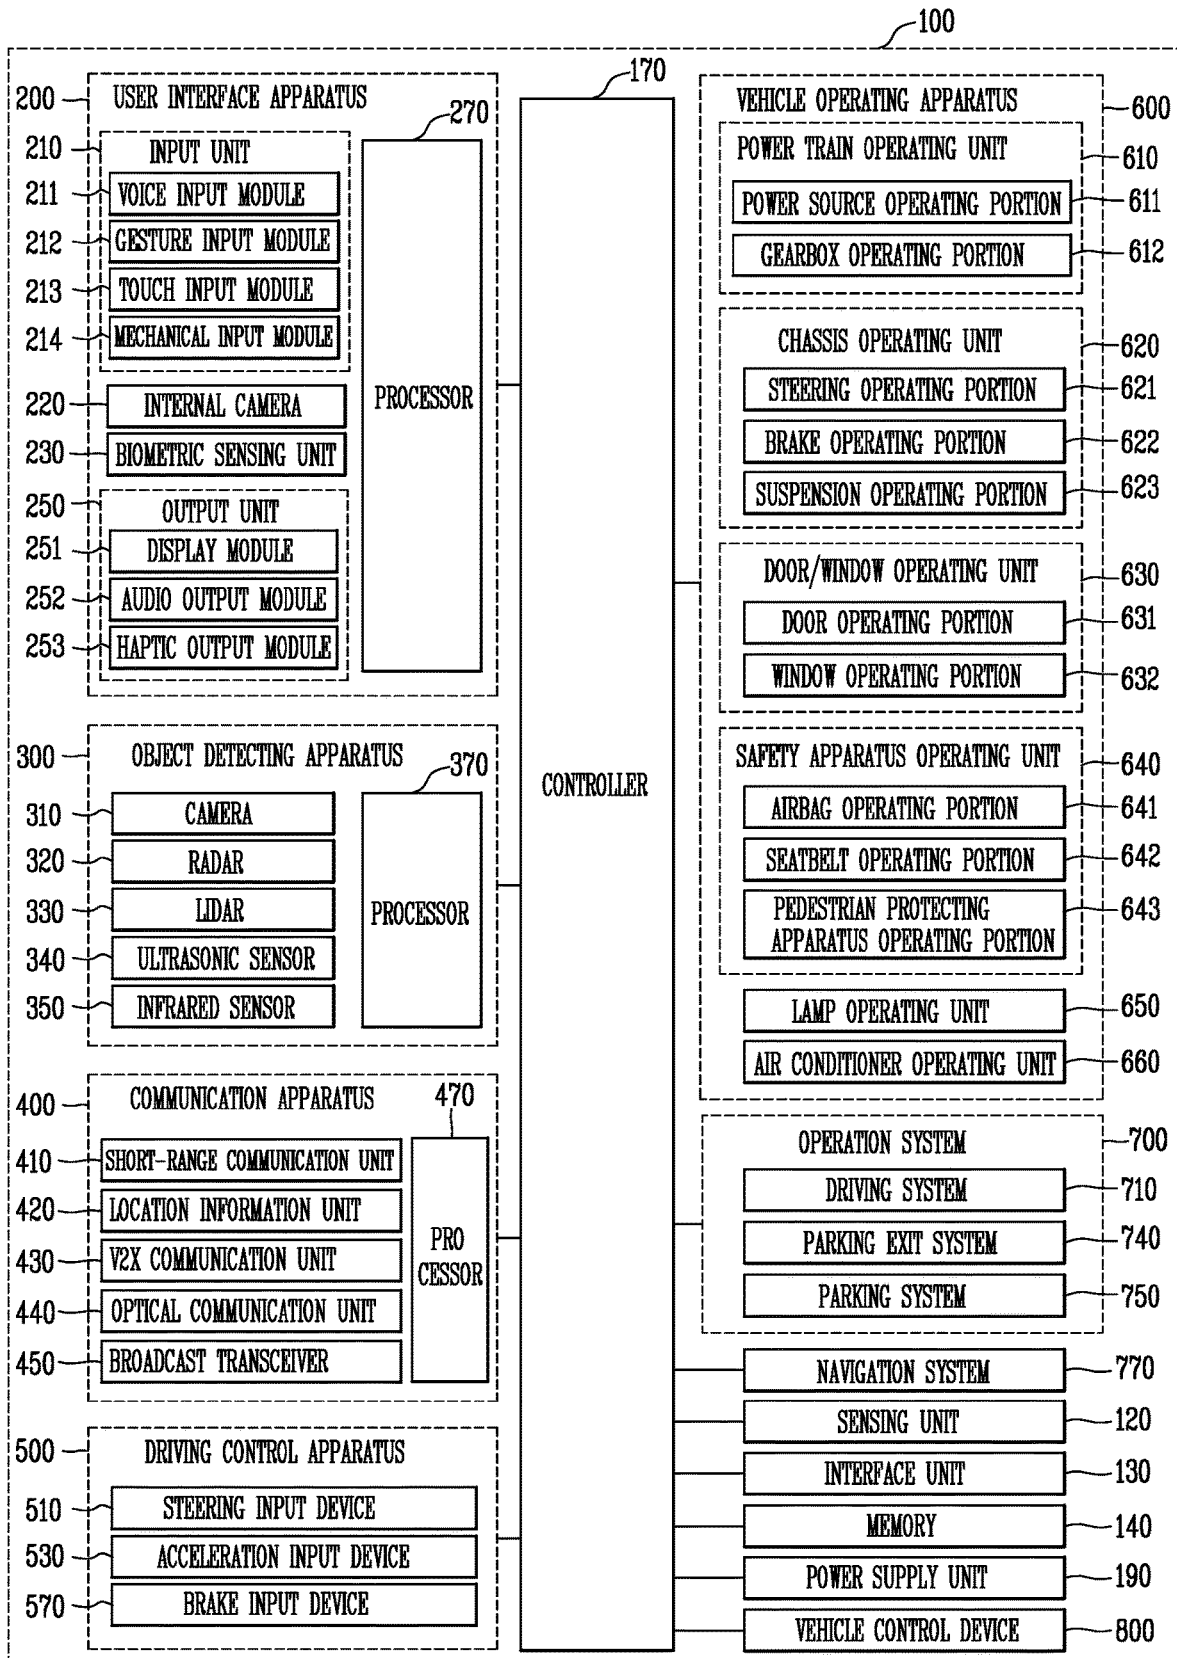 100
170
200
USER INTERFACE APPARATUS
270
210
INPUT UNIT
211
VOICE INPUT MODULE
212
GESTURE INPUT MODULE
213
TOUCH INPUT MODULE
214
MECHANICAL INPUT MODULE
220
INTERNAL CAMERA
230
BIOMETRIC SENSING UNIT
PROCESSOR
250
OUTPUT UNIT
251
DISPLAY MODULE
252
AUDIO OUTPUT MODULE
253
HAPTIC OUTPUT MODULE
300
OBJECT DETECTING APPARATUS
370
310
CAMERA
320
RADAR
330
LIDAR
340
ULTRASONIC SENSOR
350
INFRARED SENSOR
PROCESSOR
400
COMMUNICATION APPARATUS
470
410
SHORT-RANGE COMMUNICATION UNIT
420
LOCATION INFORMATION UNIT
430
V2X COMMUNICATION UNIT
440
OPTICAL COMMUNICATION UNIT
450
BROADCAST TRANSCEIVER
PRO
CESSOR
500
DRIVING CONTROL APPARATUS
510
STEERING INPUT DEVICE
530
ACCELERATION INPUT DEVICE
570
BRAKE INPUT DEVICE
CONTROLLER
VEHICLE OPERATING APPARATUS
600
POWER TRAIN OPERATING UNIT
610
POWER SOURCE OPERATING PORTION
611
GEARBOX OPERATING PORTION
612
CHASSIS OPERATING UNIT
620
STEERING OPERATING PORTION
621
BRAKE OPERATING PORTION
622
SUSPENSION OPERATING PORTION
623
DOOR/WINDOW OPERATING UNIT
630
DOOR OPERATING PORTION
631
WINDOW OPERATING PORTION
632
SAFETY APPARATUS OPERATING UNIT
640
AIRBAG OPERATING PORTION
641
SEATBELT OPERATING PORTION
642
PEDESTRIAN PROTECTING
APPARATUS OPERATING PORTION
643
LAMP OPERATING UNIT
650
AIR CONDITIONER OPERATING UNIT
660
OPERATION SYSTEM
700
DRIVING SYSTEM
710
PARKING EXIT SYSTEM
740
PARKING SYSTEM
750
NAVIGATION SYSTEM
770
SENSING UNIT
120
INTERFACE UNIT
130
MEMORY
140
POWER SUPPLY UNIT
190
VEHICLE CONTROL DEVICE
800